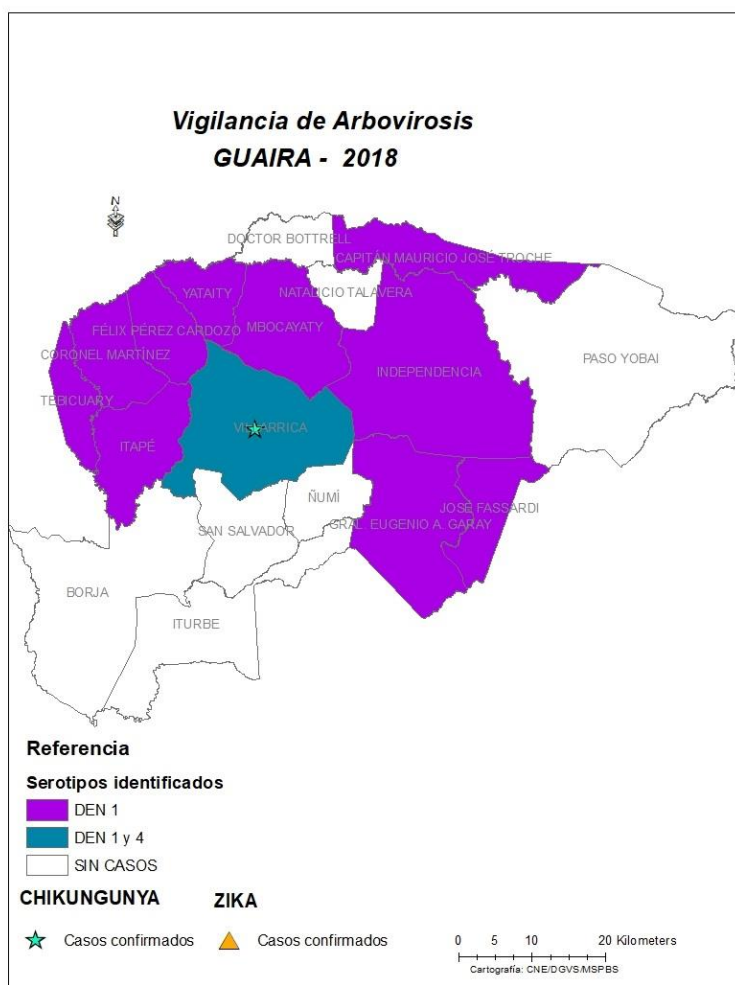 Vigilancia de Arbovirosis
GUAIRA - 2018
N
DOCTOR BOTTRELL
CAPITÁN MAURICIO JOSÉ TROCHE
YATAITY
NATALICIO TALAVERA
FÉLIX PÉREZ CARDOZO
MBOCAYATY
CORONEL MARTÍNEZ
PASO YOBAI
INDEPENDENCIA
TEBICUARY
VILLARRICA
ITAPÉ
ÑUMÍ
JOSÉ FASSARDI
SAN SALVADOR
GRAL. EUGENIO A. GARAY
BORJA
ITURBE
Referencia
Serotipos identificados
DEN 1
DEN 1 y 4
SIN CASOS
CHIKUNGUNYA ZIKA
Casos confirmados Casos confirmados
0 5 10 20 Kilometers
Cartografía: CNE/DGVS/MSPBS